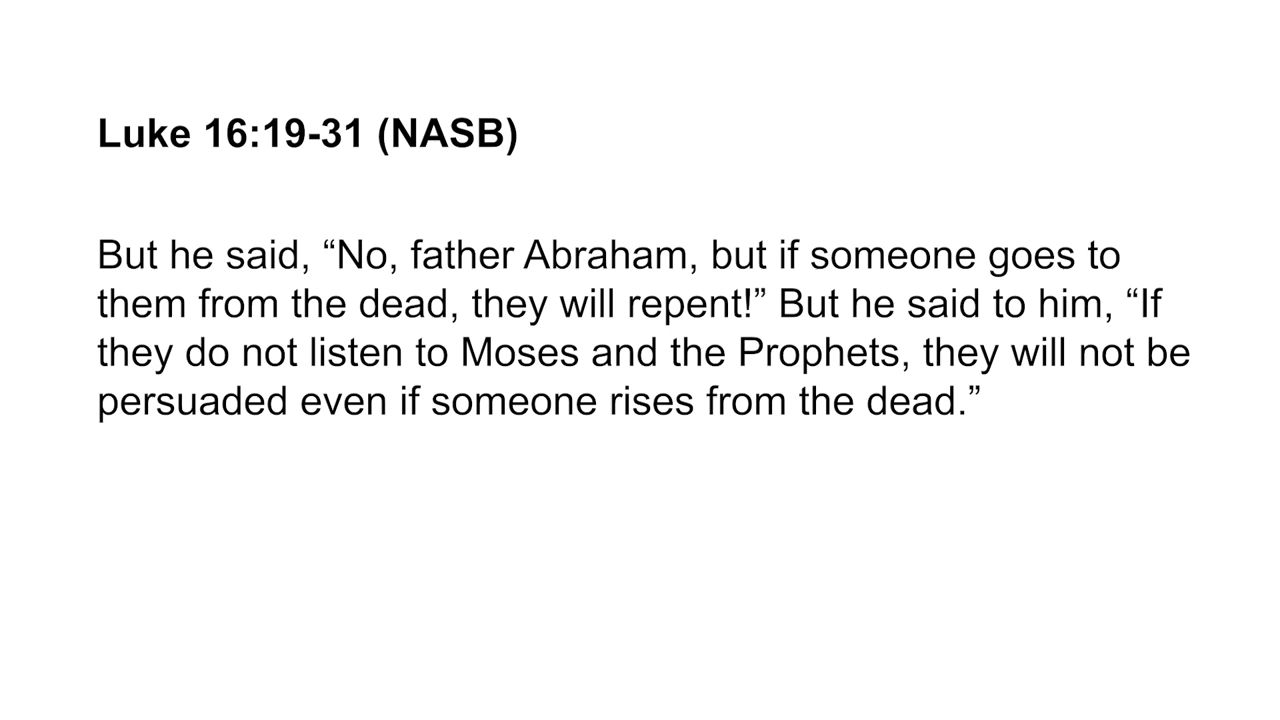 Luke 16:19-31 (NASB)
But he said, “No, father Abraham, but if someone goes to
them from the dead, they will repent!” But he said to him, “If
they do not listen to Moses and the Prophets, they will not be
persuaded even if someone rises from the dead.”